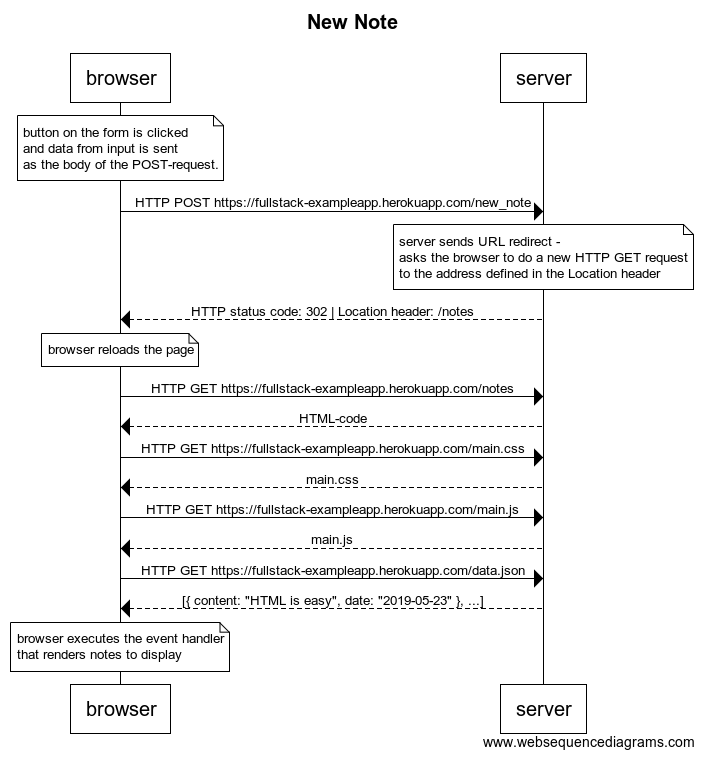 New Note
browser
server
button on the form is clicked
and data from input is sent
as the body of the POST-request.
HTTP POST https://fullstack-exampleapp.herokuapp.com/new_note
server sends URL redirect -
asks the browser to do a new HTTP GET request
to the address defined in the Location header
HTTP status code: 302 | Location header: /notes
browser reloads the page
HTTP GET https://fullstack-exampleapp.herokuapp.com/notes
HTML-code
HTTP GET https://fullstack-exampleapp.herokuapp.com/main.css
main.css
HTTP GET https://fullstack-exampleapp.herokuapp.com/main.js
main.js
HTTP GET https://fullstack-exampleapp.herokuapp.com/data.json
[{ content: "HTML is easy", date: "2019-05-23" }, ...]
browser executes the event handler
that renders notes to display
browser
server
www.websequencediagrams.com